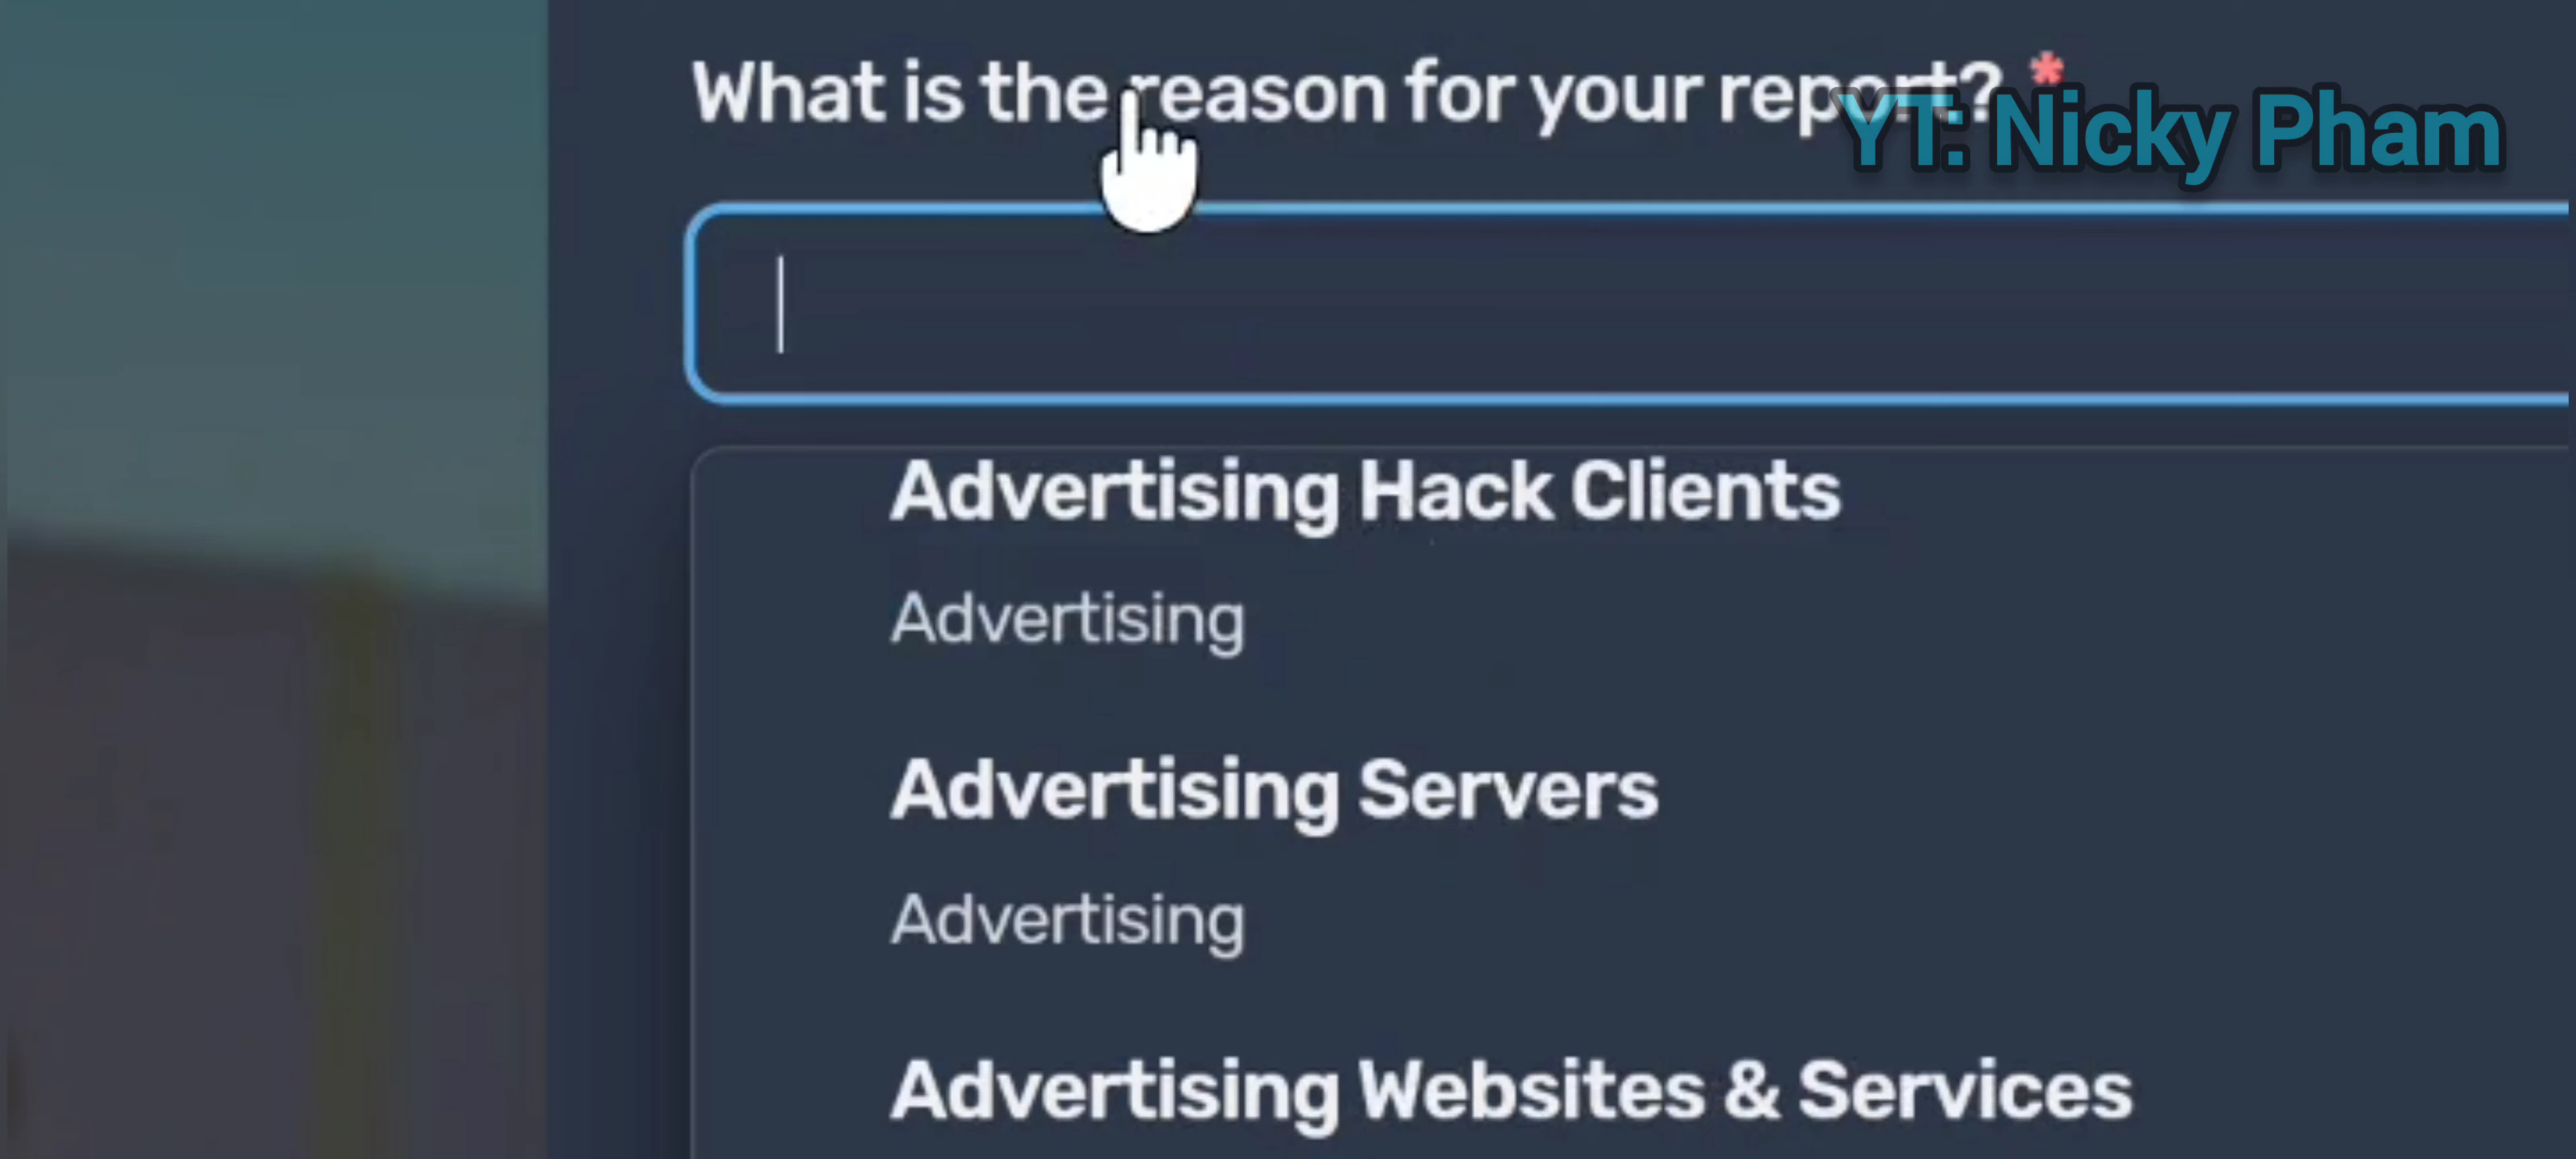 What is the reason for your report? *
YT: Nicky Pham
Advertising Hack Clients
Advertising
Advertising Servers
Advertising
Advertising Websites & Services